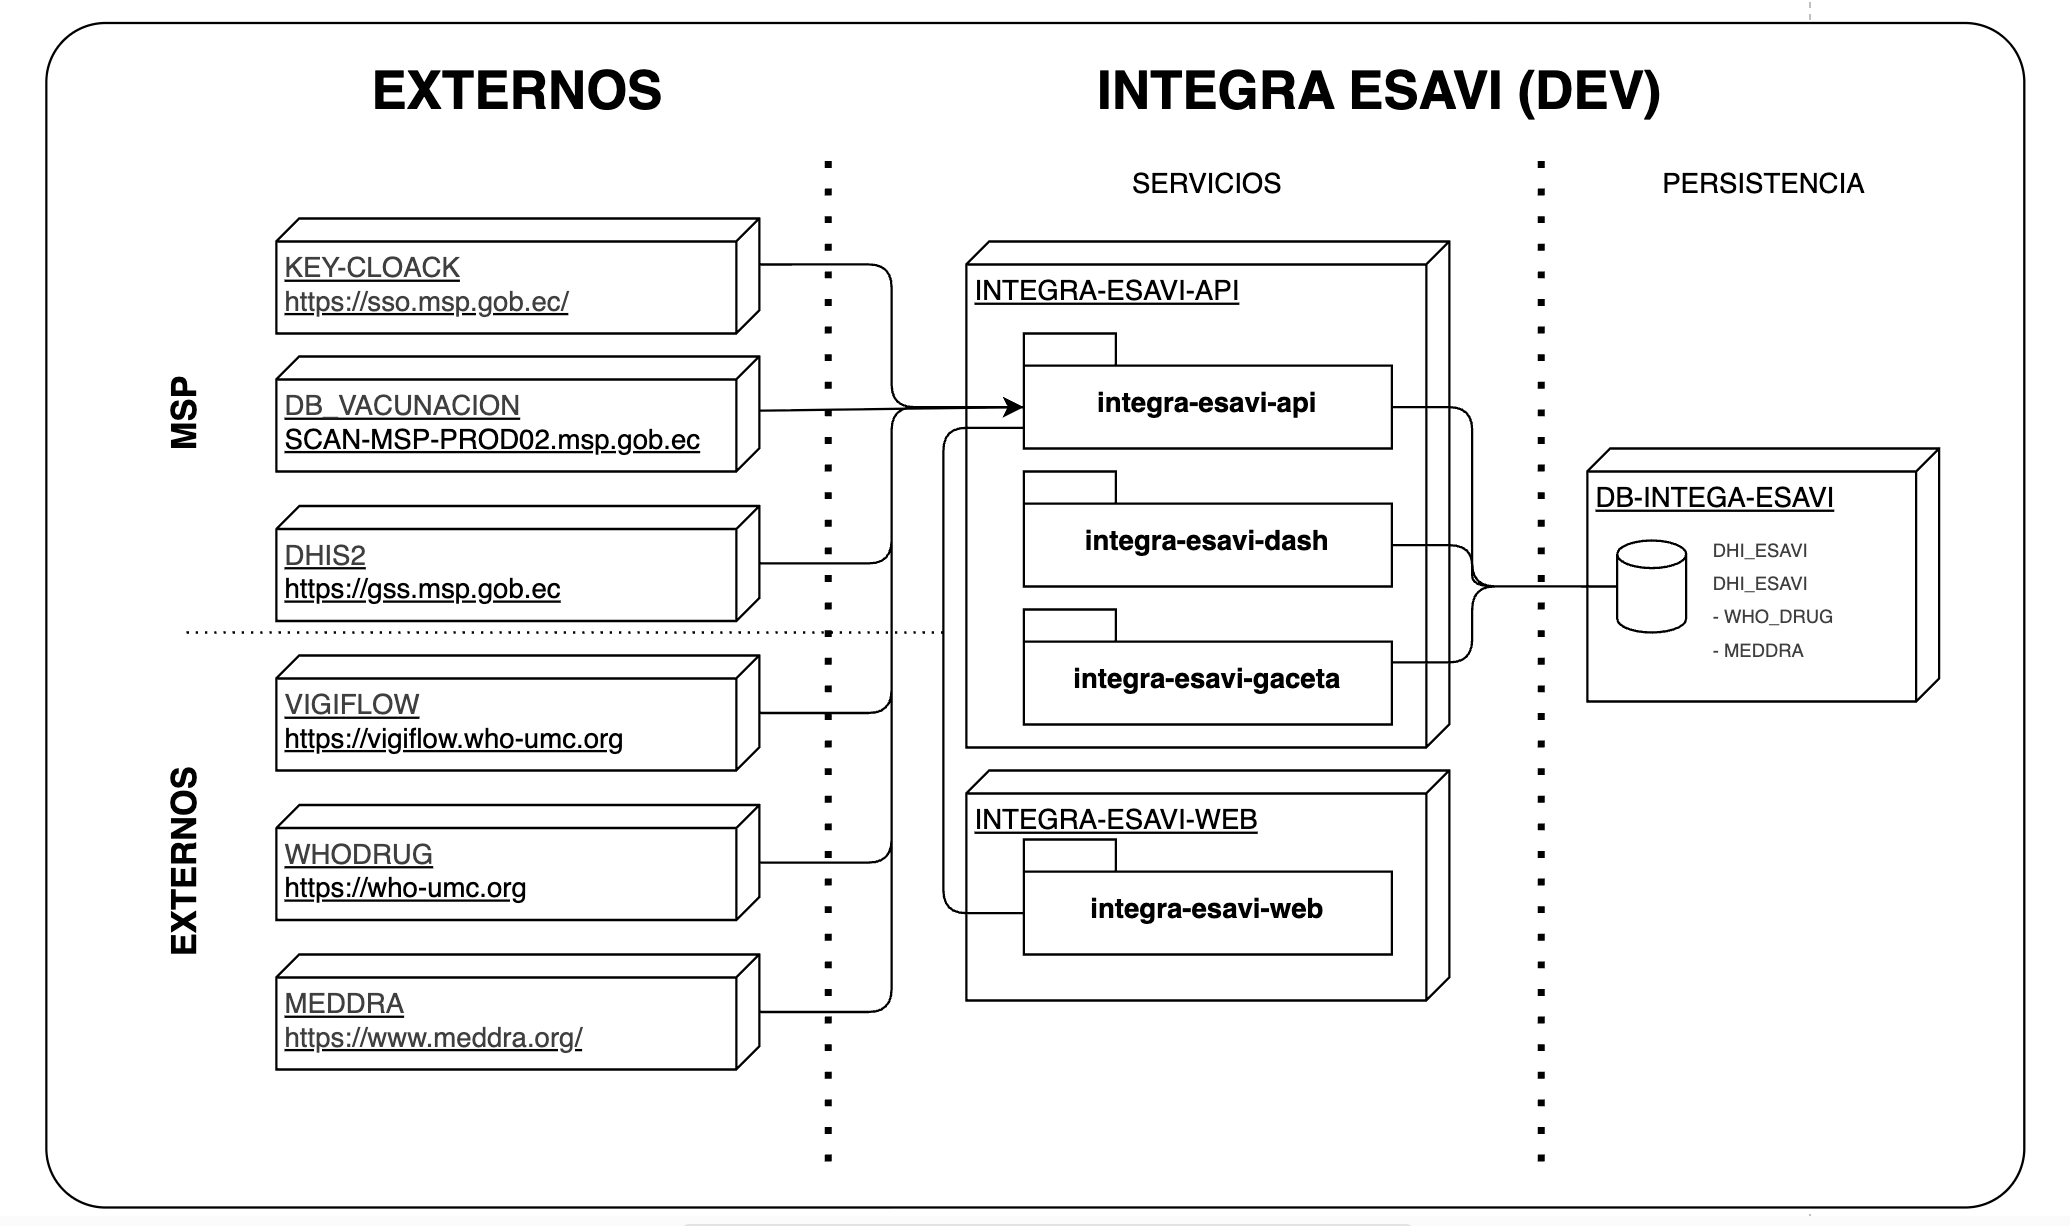 EXTERNOS
INTEGRA ESAVI (DEV)
SERVICIOS
PERSISTENCIA
MSP
KEY-CLOACK
https://sso.msp.gob.ec/
DB_VACUNACION
SCAN-MSP-PROD02.msp.gob.ec
DHIS2
https://gss.msp.gob.ec
EXTERNOS
VIGIFLOW
https://vigiflow.who-umc.org
WHODRUG
https://who-umc.org
MEDDRA
https://www.meddra.org/
INTEGRA-ESAVI-API
integra-esavi-api
integra-esavi-dash
integra-esavi-gaceta
INTEGRA-ESAVI-WEB
integra-esavi-web
DB-INTEGA-ESAVI
DHI_ESAVI
DHI_ESAVI
- WHO_DRUG
- MEDDRA